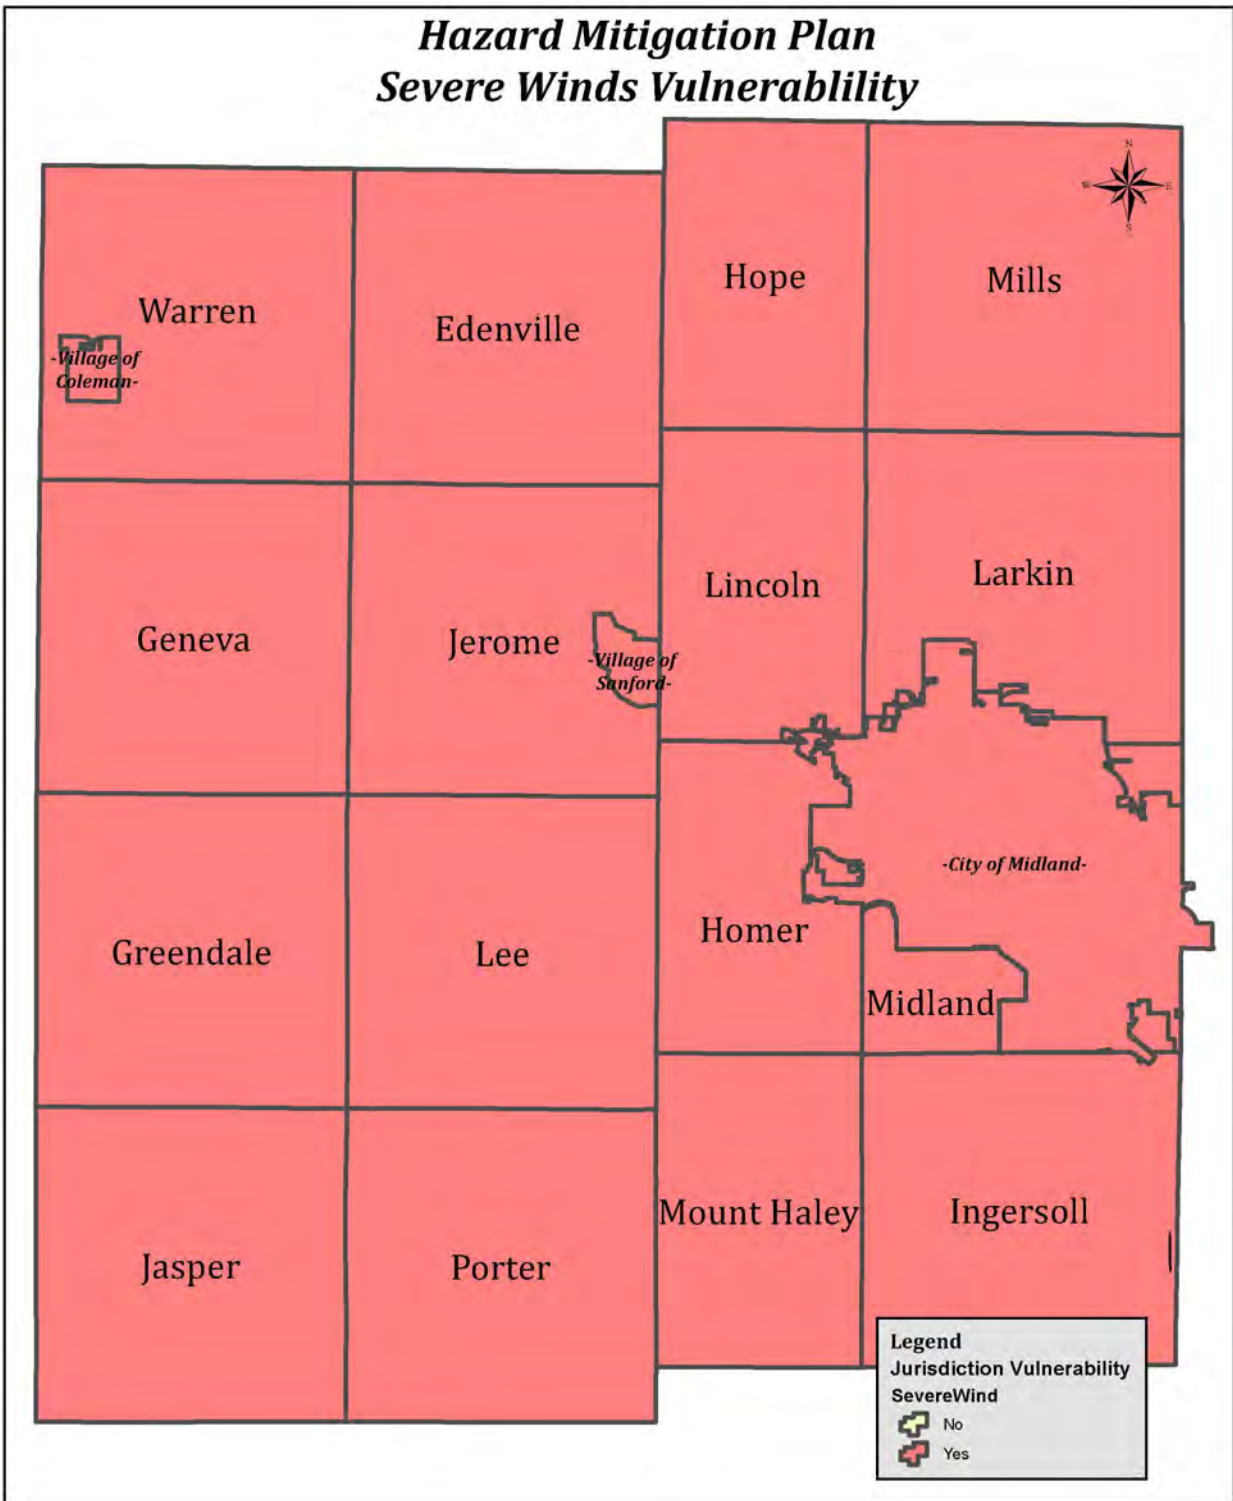 Hazard Mitigation Plan
Severe Winds Vulnerablility
N
W
E
S
Hope
Mills
Warren
Edenville
-Village of
Coleman-
Lincoln
Larkin
Geneva
Jerome
-Village of
Sanford-
-City of Midland-
Homer
Greendale
Lee
Midland
Mount Haley
Ingersoll
Jasper
Porter
Legend
Jurisdiction Vulnerability
SevereWind
No
Yes